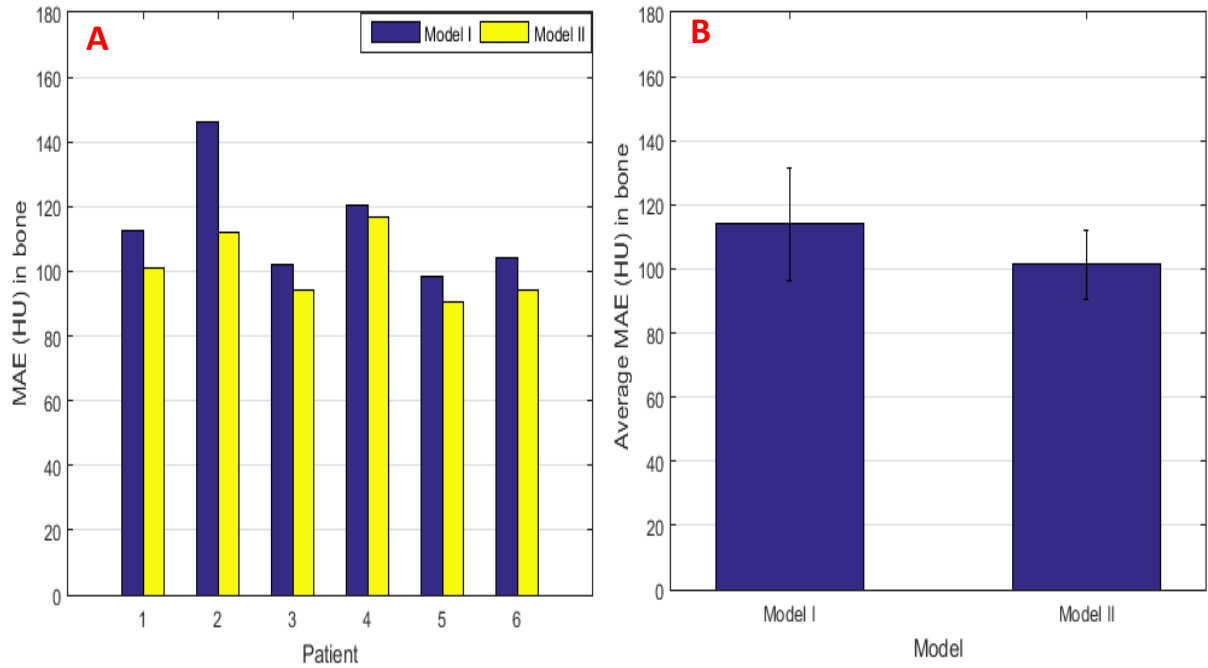 A
Model I
Model II
180
160
140
120
100
80
60
40
20
0
MAE (HU) in bone
1 2 3 4 5 6
Patient
B
180
160
140
120
100
80
60
40
20
0
Average MAE (HU) in bone
Model I Model II
Model